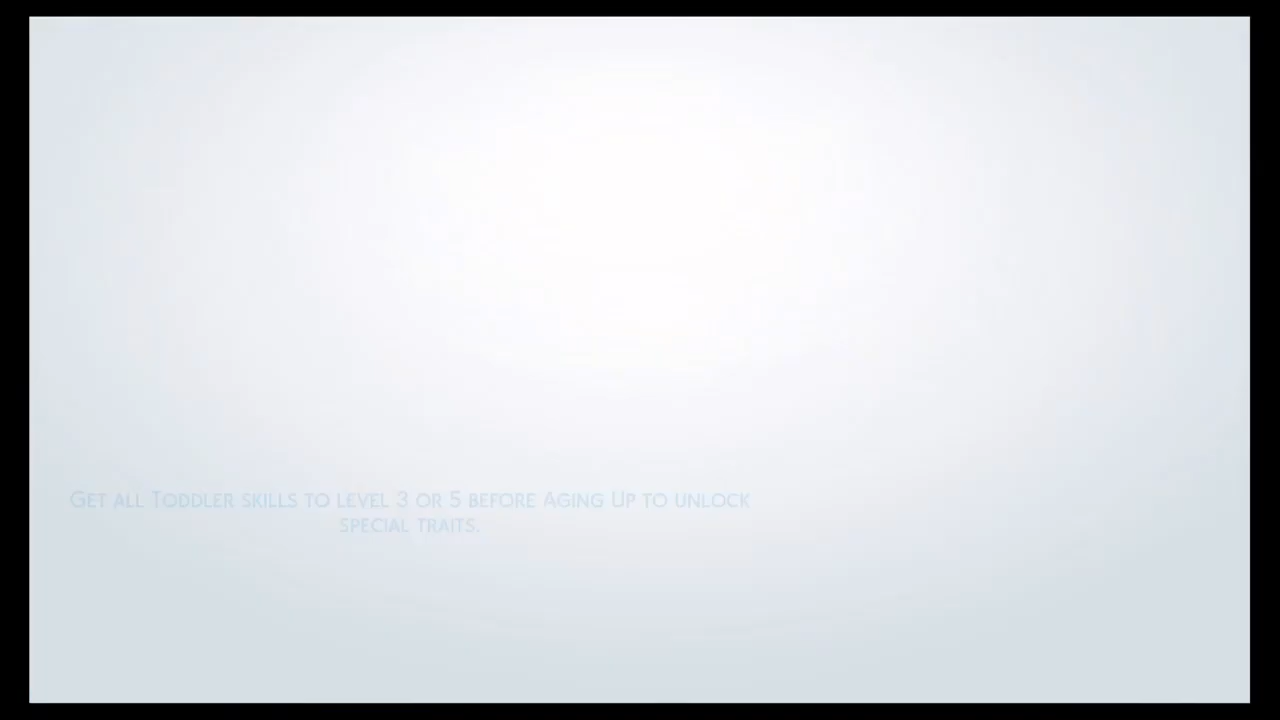 Get all Toddler skills to level 3 or 5 before Aging Up to unlock
special traits.